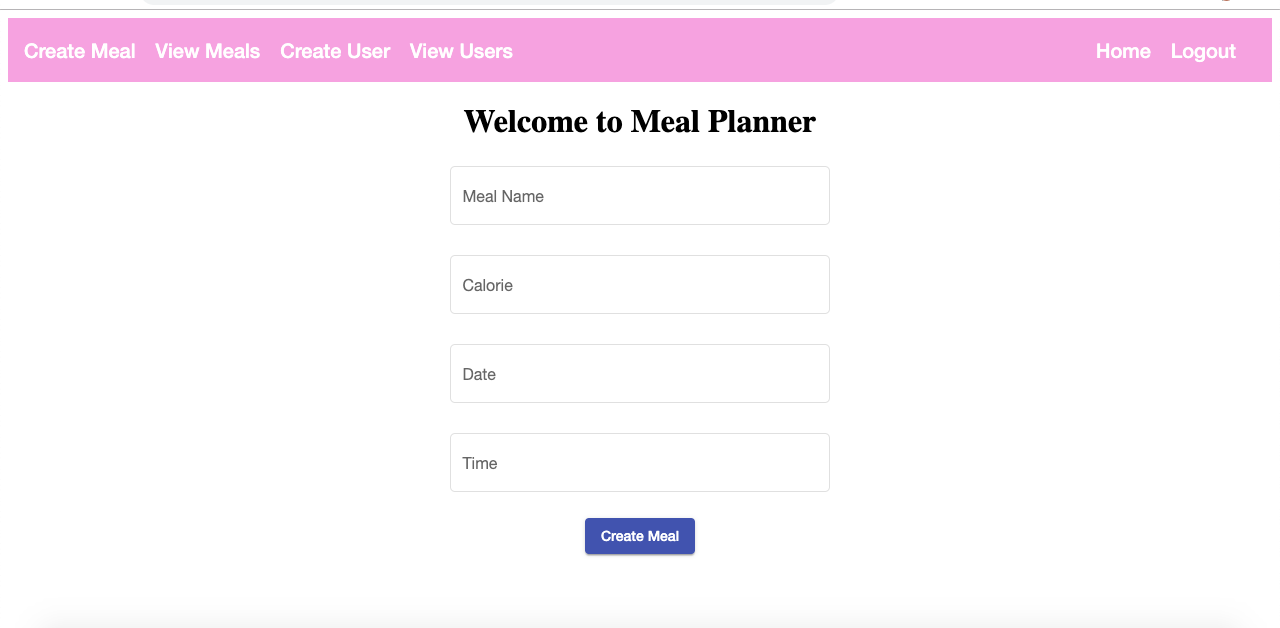 Create Meal View Meals Create User View Users Home Logout
Welcome to Meal Planner
Meal Name
Calorie
Date
Time
Create Meal